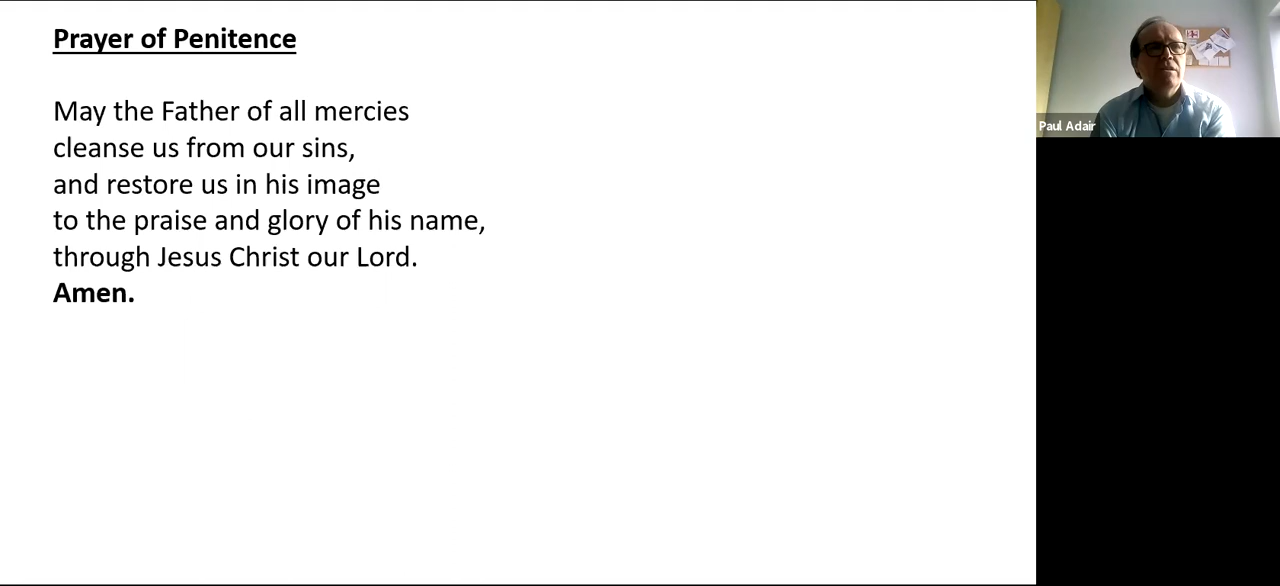 Prayer of Penitence
May the Father of all mercies
cleanse us from our sins,
and restore us in his image
to the praise and glory of his name,
through Jesus Christ our Lord.
Amen.
Paul Adair